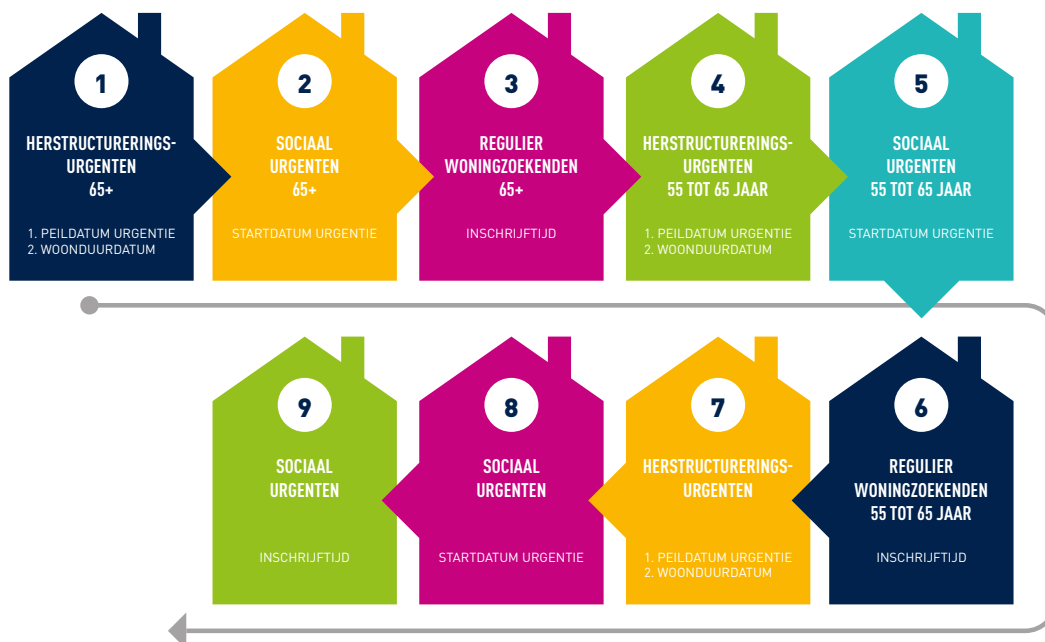 1
HERSTRUCTURERINGS-
URGENTEN
65+
1. PEILDATUM URGENTIE
2. WOONDUURDATUM
2
SOCIAAL
URGENTEN
65+
STARTDATUM URGENTIE
3
REGULIER
WONINGZOEKENDEN
65+
INSCHRIJFTIJD
4
HERSTRUCTURERINGS-
URGENTEN
55 TOT 65 JAAR
1. PEILDATUM URGENTIE
2. WOONDUURDATUM
5
SOCIAAL
URGENTEN
55 TOT 65 JAAR
STARTDATUM URGENTIE
6
REGULIER
WONINGZOEKENDEN
55 TOT 65 JAAR
INSCHRIJFTIJD
7
HERSTRUCTURERINGS-
URGENTEN
1. PEILDATUM URGENTIE
2. WOONDUURDATUM
8
SOCIAAL
URGENTEN
STARTDATUM URGENTIE
9
SOCIAAL
URGENTEN
INSCHRIJFTIJD